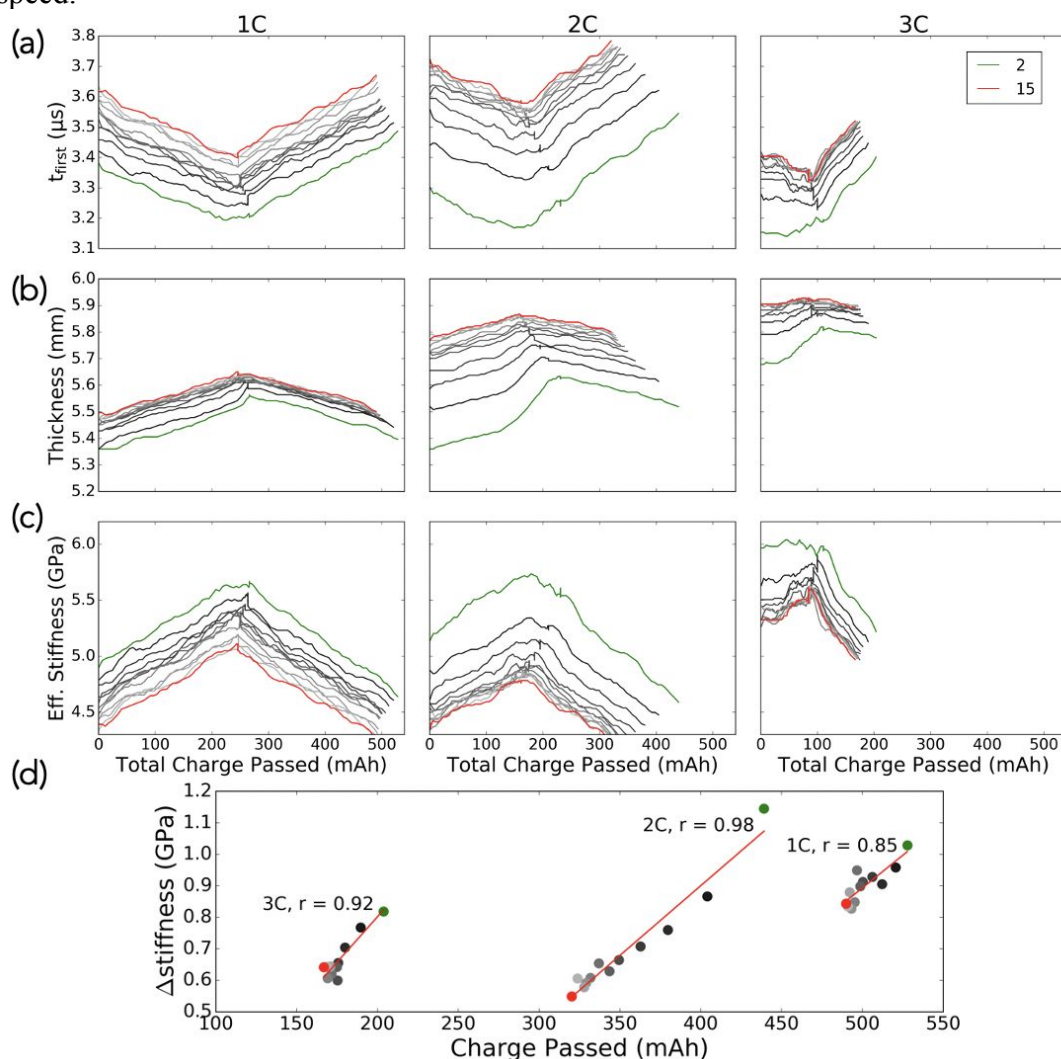 speed.
1C 2C 3C
(a)
3.8
3.7
3.6
3.5
3.4
3.3
3.2
3.1
t_first (μs)
2
15
(b)
6.0
5.9
5.8
5.7
5.6
5.5
5.4
5.3
5.2
Thickness (mm)
(c)
6.0
5.5
5.0
4.5
Eff. Stiffness (GPa)
0 100 200 300 400 500 0 100 200 300 400 500 0 100 200 300 400 500
Total Charge Passed (mAh) Total Charge Passed (mAh) Total Charge Passed (mAh)
(d)
1.2
1.1
1.0
0.9
0.8
0.7
0.6
0.5
Δstiffness (GPa)
2C, r = 0.98
1C, r = 0.85
3C, r = 0.92
100 150 200 250 300 350 400 450 500 550
Charge Passed (mAh)